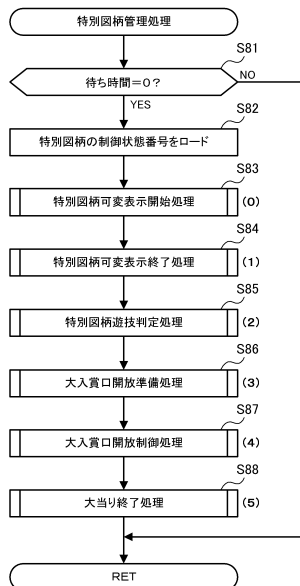 特別図柄管理処理
S81
待ち時間=0?
NO
YES
S82
特別図柄の制御状態番号をロード
S83
特別図柄可変表示開始処理
(0)
S84
特別図柄可変表示終了処理
(1)
S85
特別図柄遊技判定処理
(2)
S86
大入賞口開放準備処理
(3)
S87
大入賞口開放制御処理
(4)
S88
大当り終了処理
(5)
RET